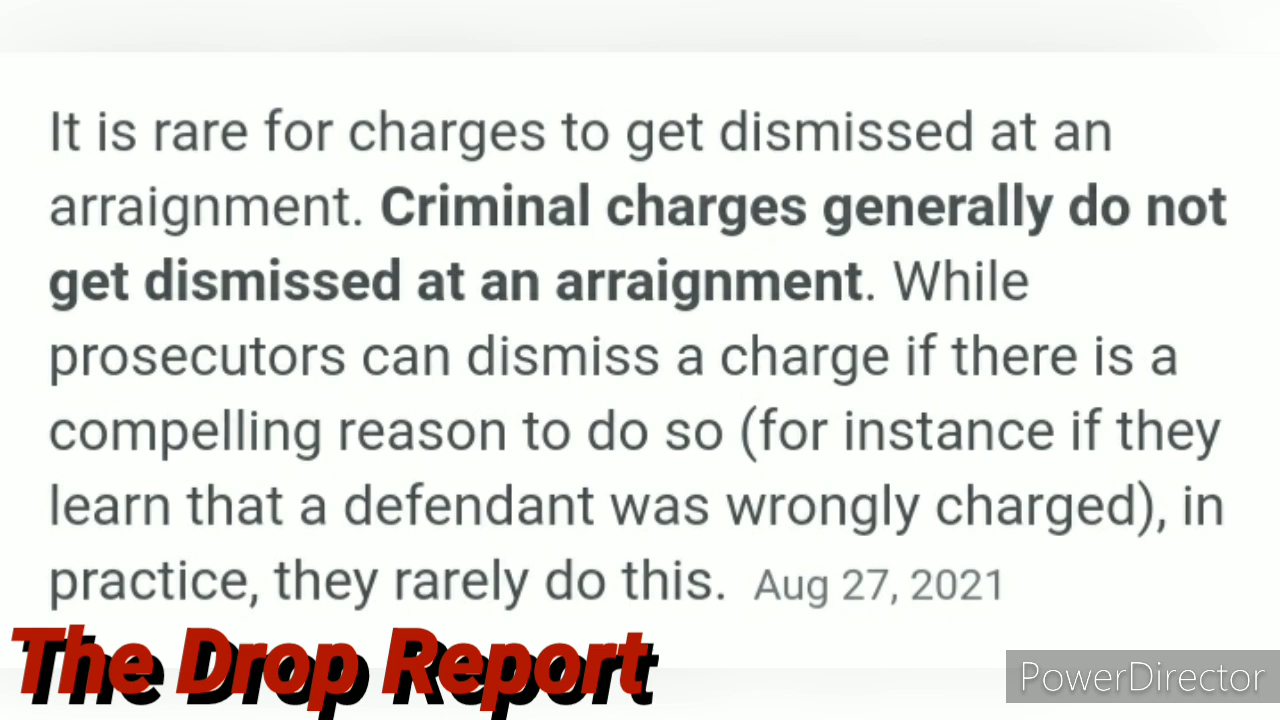 It is rare for charges to get dismissed at an
arraignment. Criminal charges generally do not
get dismissed at an arraignment. While
prosecutors can dismiss a charge if there is a
compelling reason to do so (for instance if they
learn that a defendant was wrongly charged), in
practice, they rarely do this. Aug 27, 2021
The Drop Report
PowerDirector